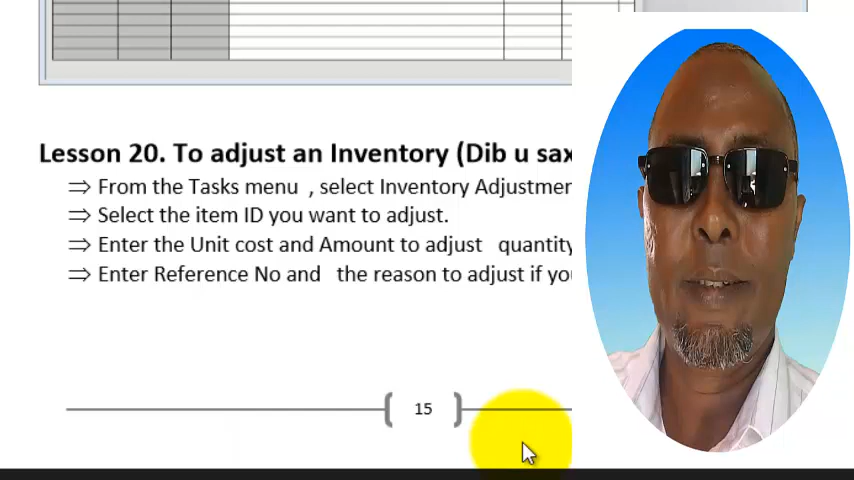 Lesson 20. To adjust an Inventory (Dib u sax
⇒ From the Tasks menu , select Inventory Adjustmen
⇒ Select the item ID you want to adjust.
⇒ Enter the Unit cost and Amount to adjust quantity
⇒ Enter Reference No and the reason to adjust if you
15